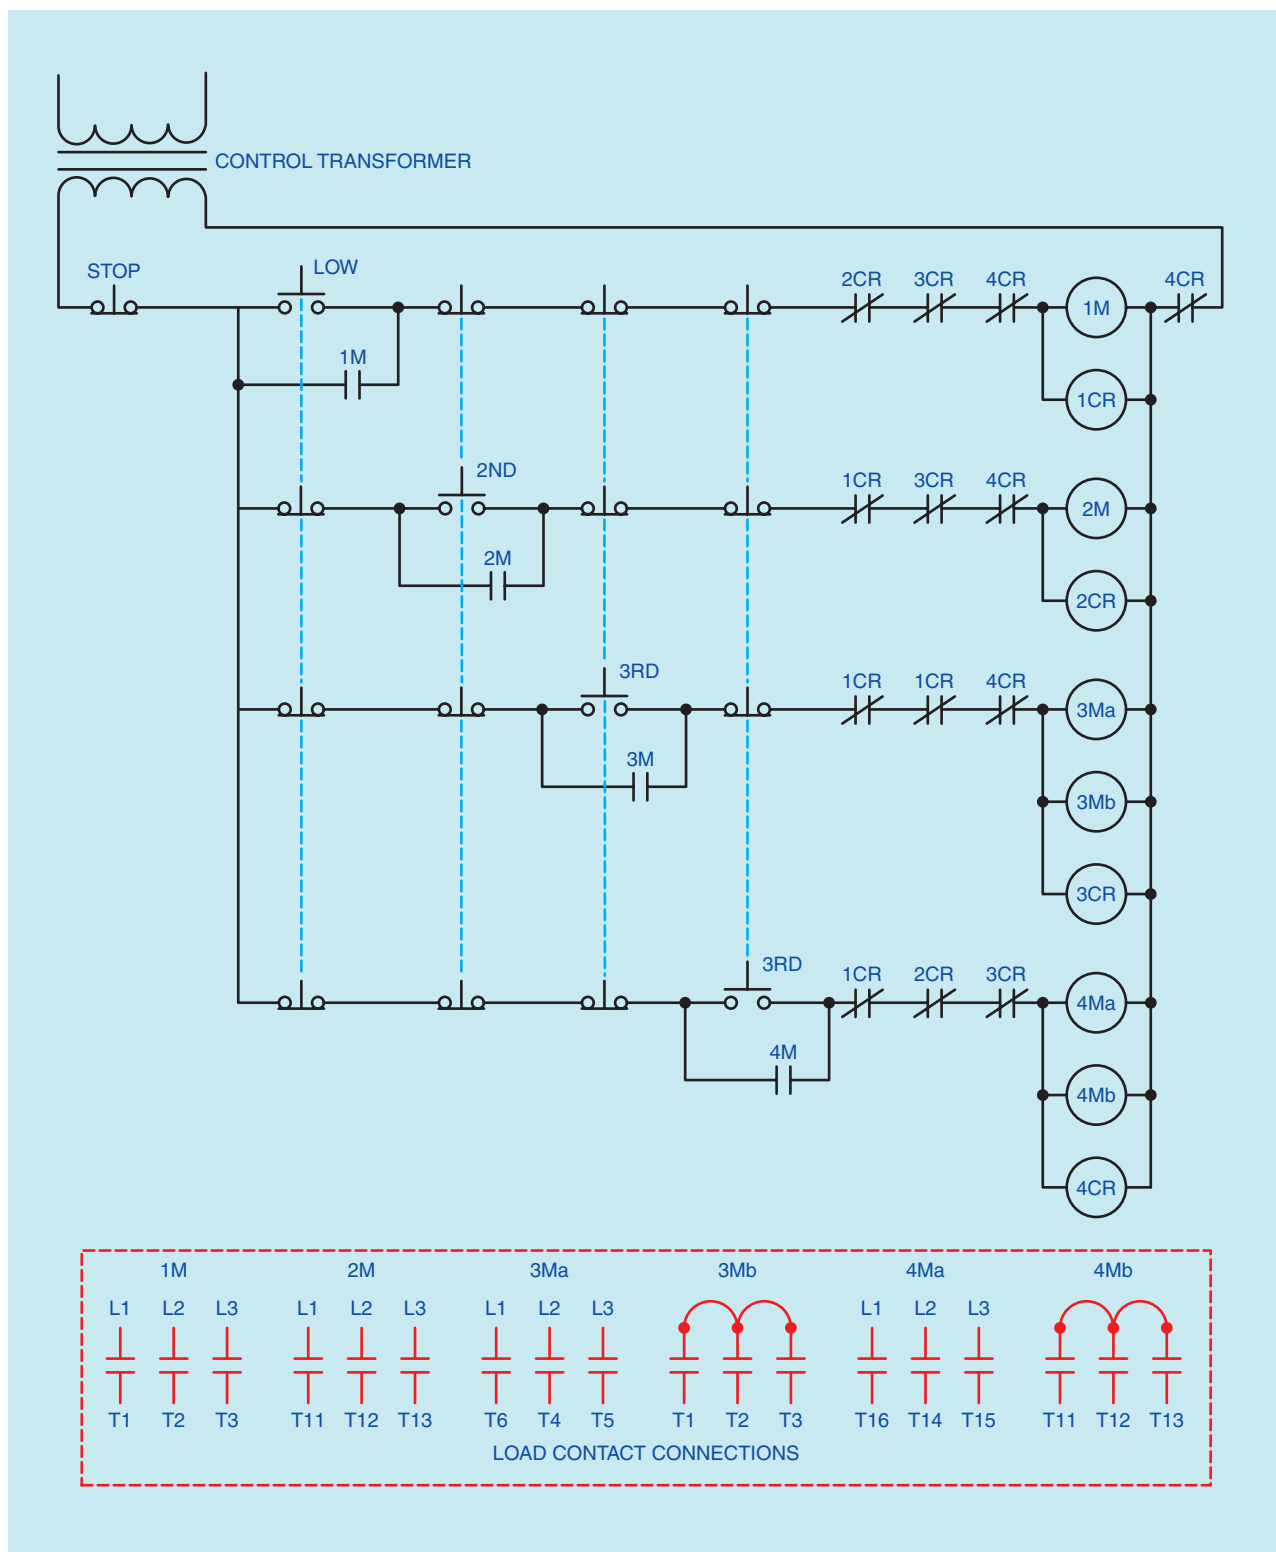 CONTROL TRANSFORMER
STOP
LOW
2CR 3CR 4CR 1M 4CR
1M
1CR
2ND
1CR 3CR 4CR 2M
2M
2CR
3RD
1CR 1CR 4CR 3Ma
3M
3Mb
3CR
3RD
1CR 2CR 3CR 4Ma
4M
4Mb
4CR
1M 2M 3Ma 3Mb 4Ma 4Mb
L1 L2 L3 L1 L2 L3 L1 L2 L3 L1 L2 L3
T1 T2 T3 T11 T12 T13 T6 T4 T5 T1 T2 T3 T16 T14 T15 T11 T12 T13
LOAD CONTACT CONNECTIONS